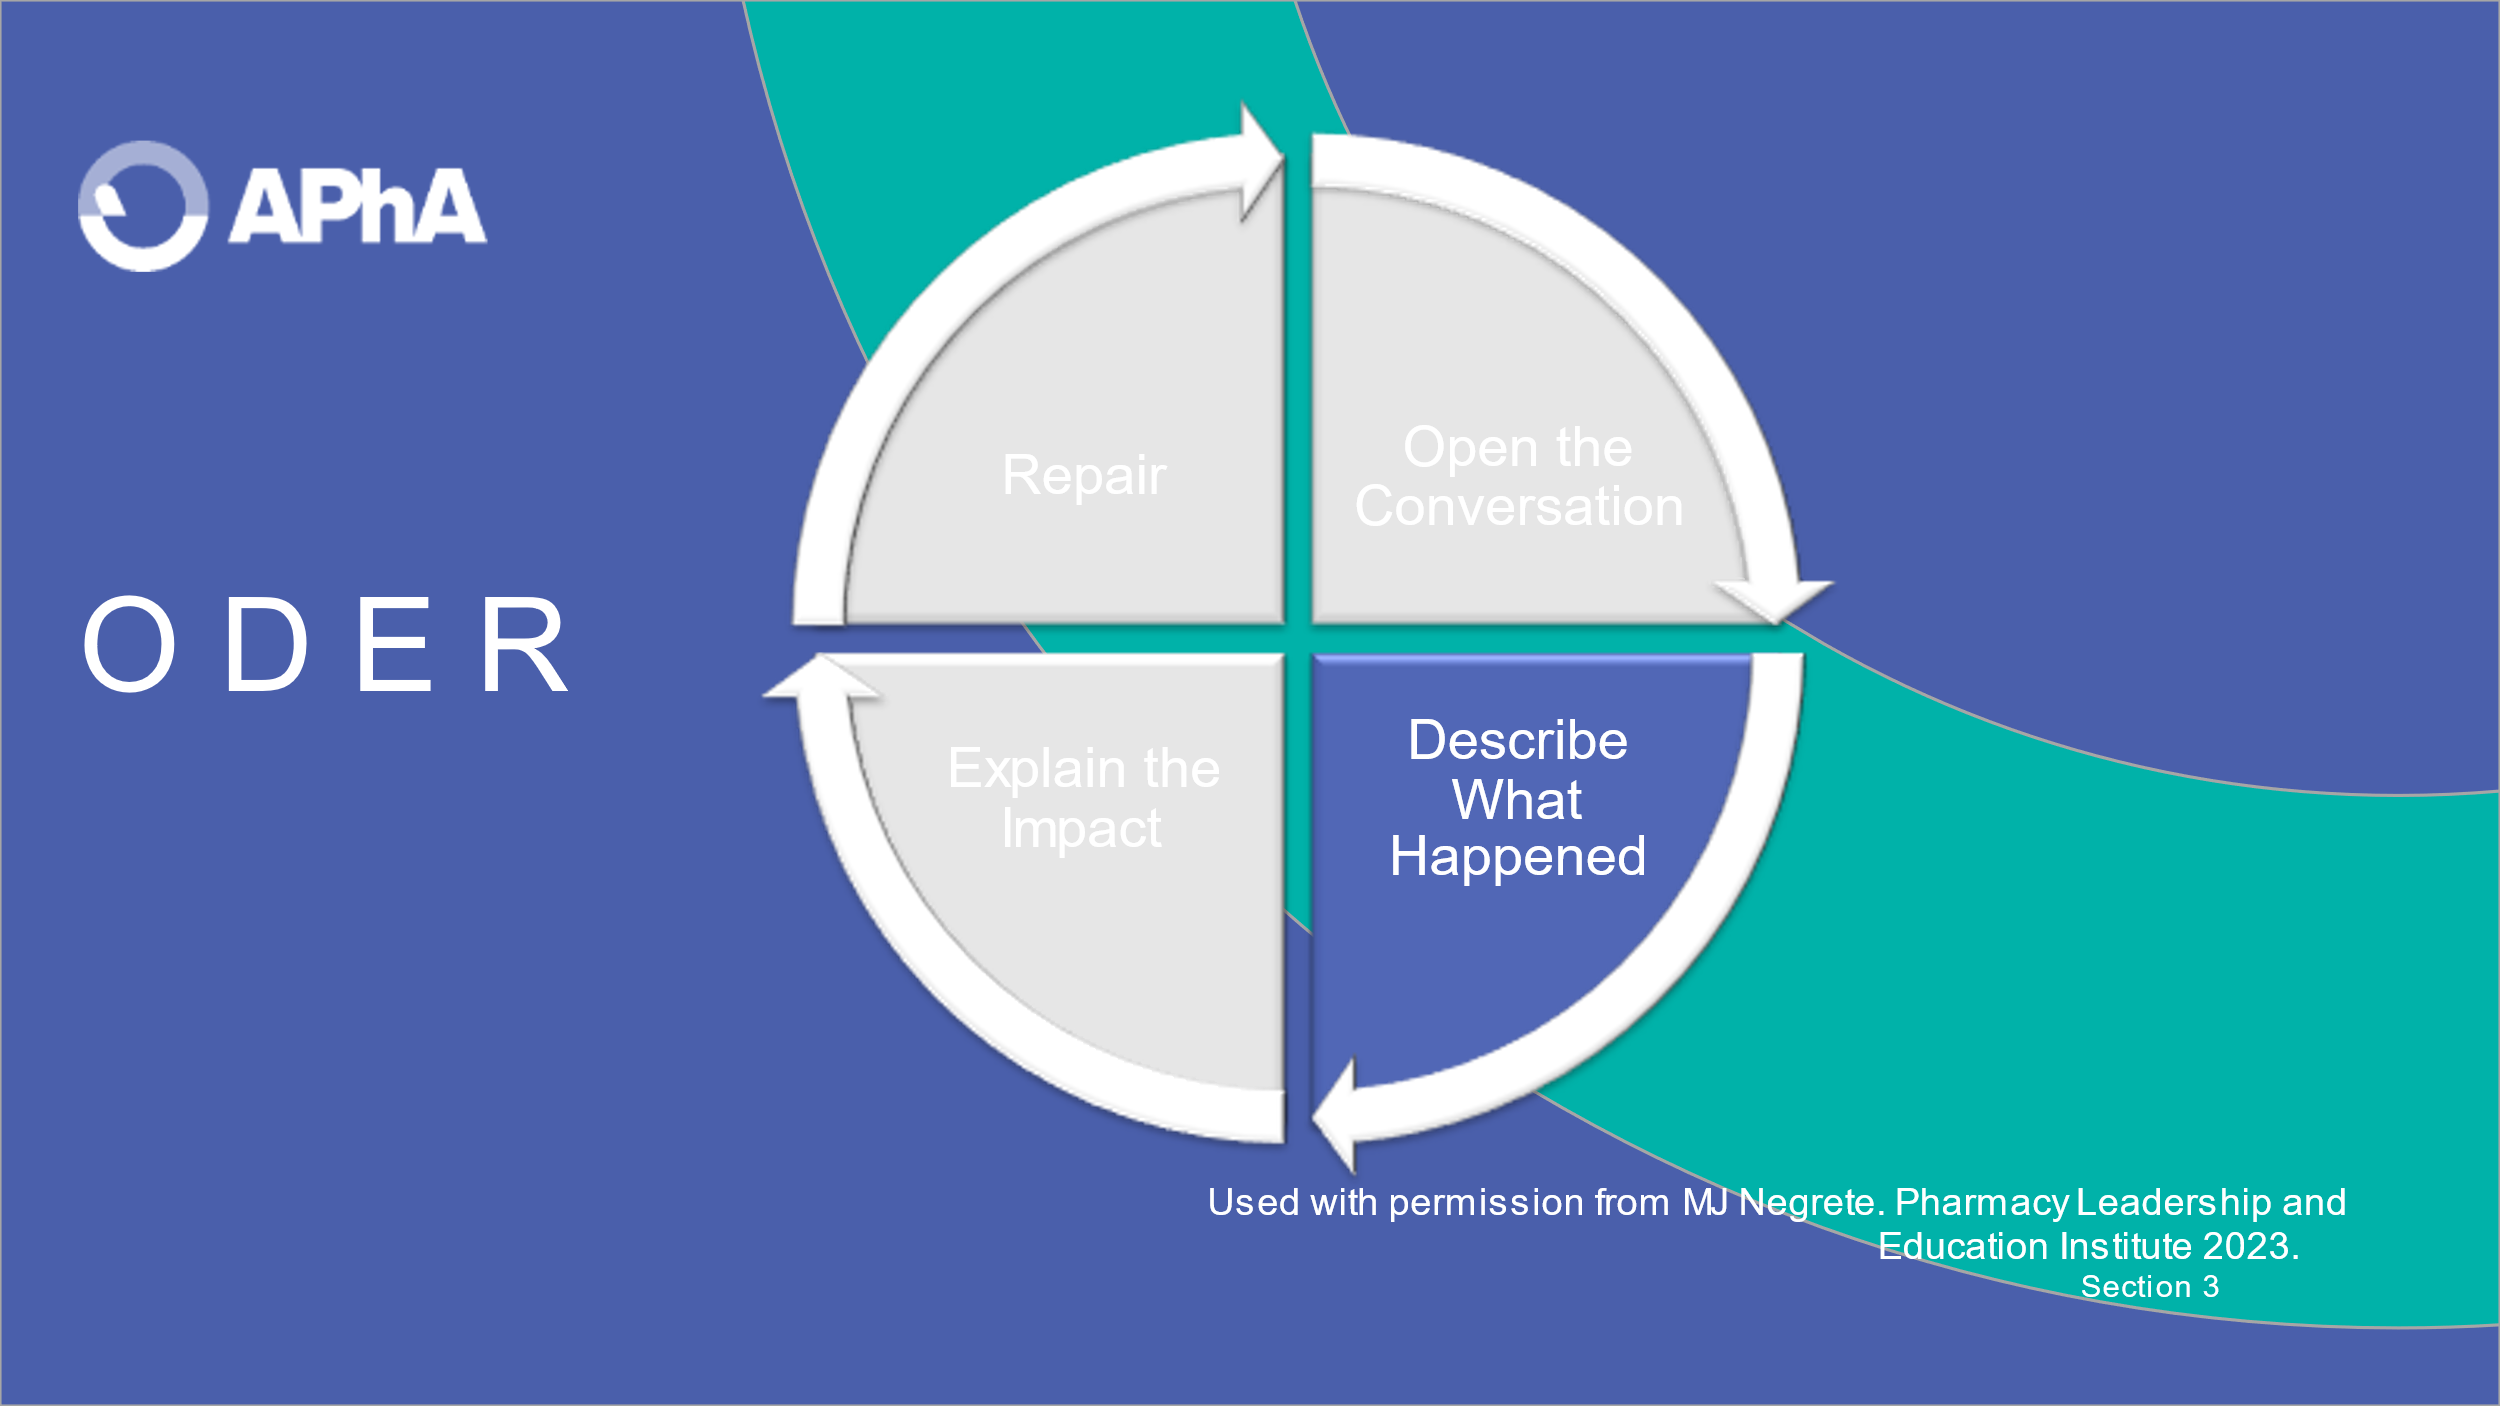 APhA
O D E R
Repair
Open the
Conversation
Explain the
Impact
Describe
What
Happened
Used with permission from MJ Negrete. Pharmacy Leadership and
Education Institute 2023.
Section 3